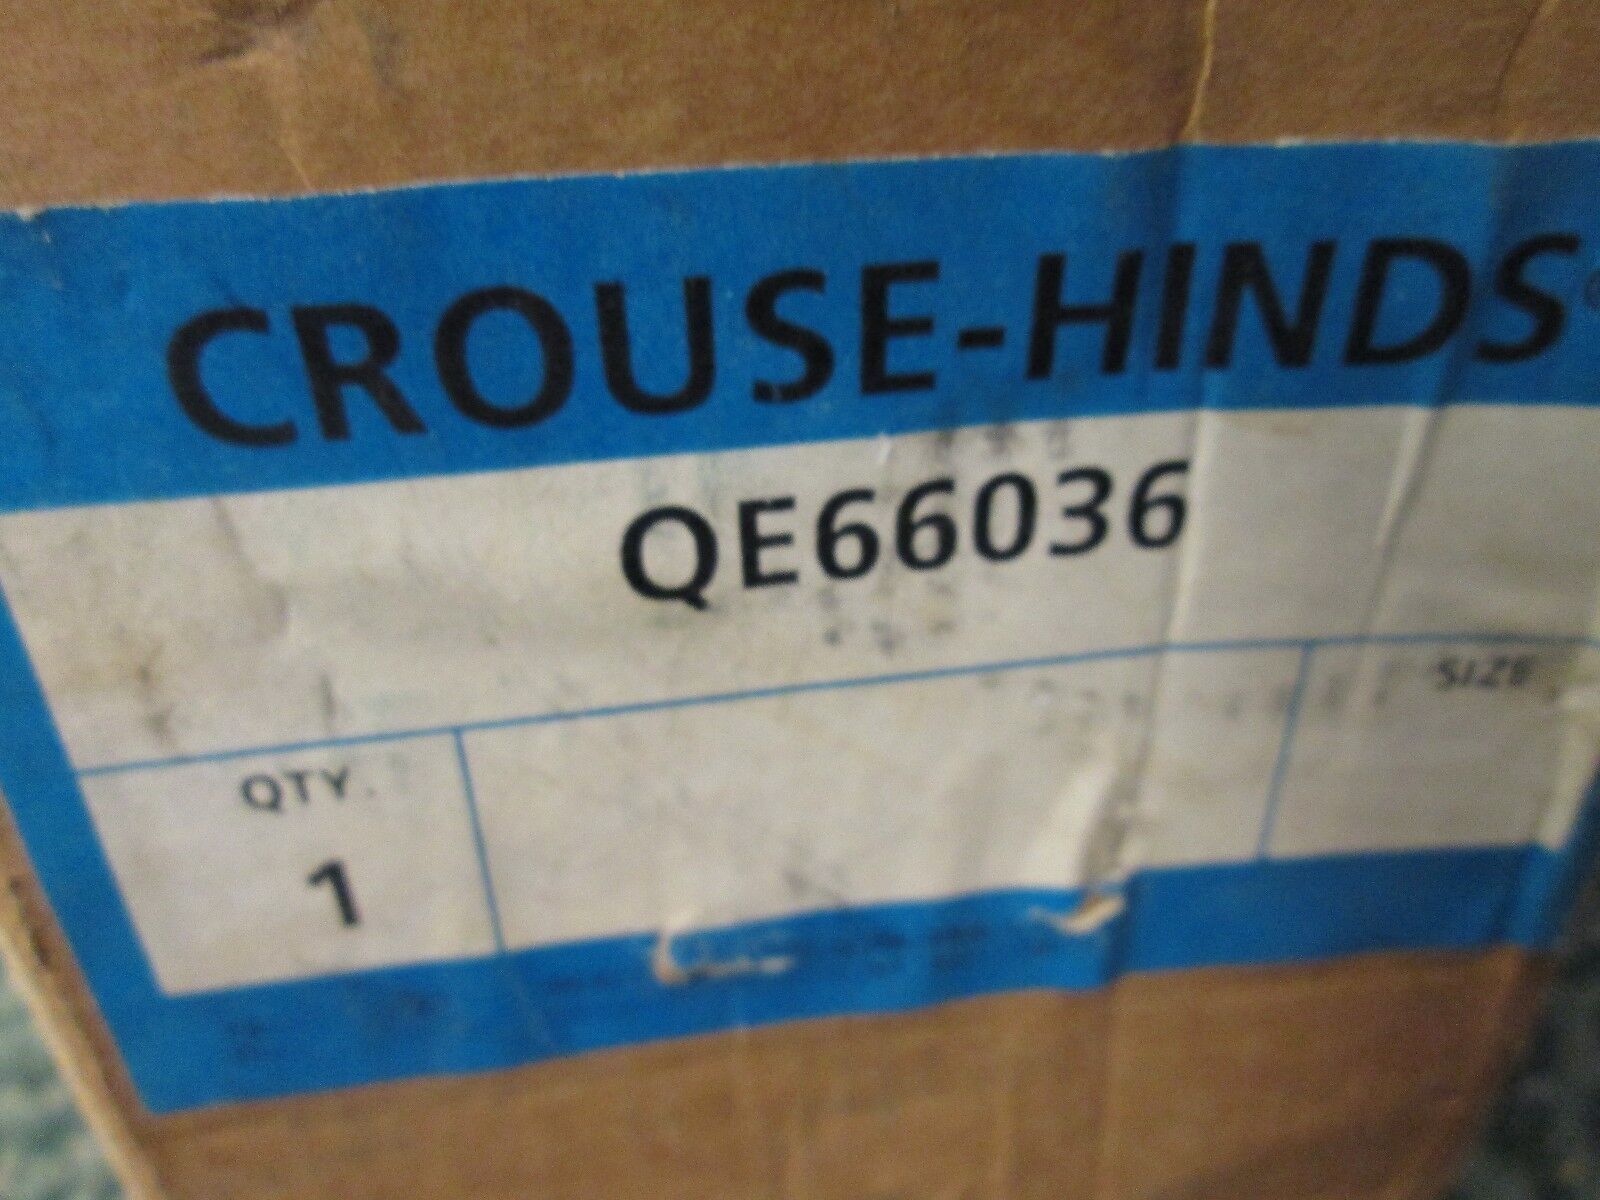 CROUSE-HINDS®
QE66036
SIZE
QTY.
1